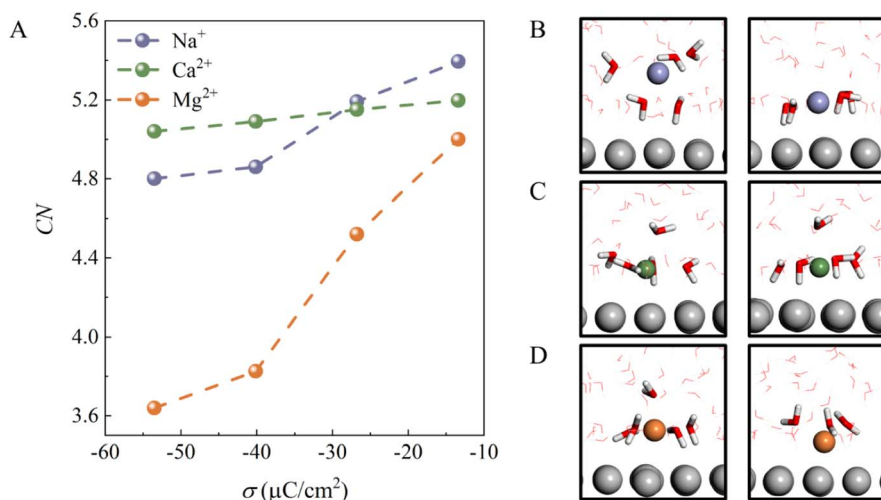 A
B
C
D
Na⁺
Ca²⁺
Mg²⁺
5.6
5.2
4.8
4.4
4.0
3.6
CN
-60
-50
-40
-30
-20
-10
σ (μC/cm²)